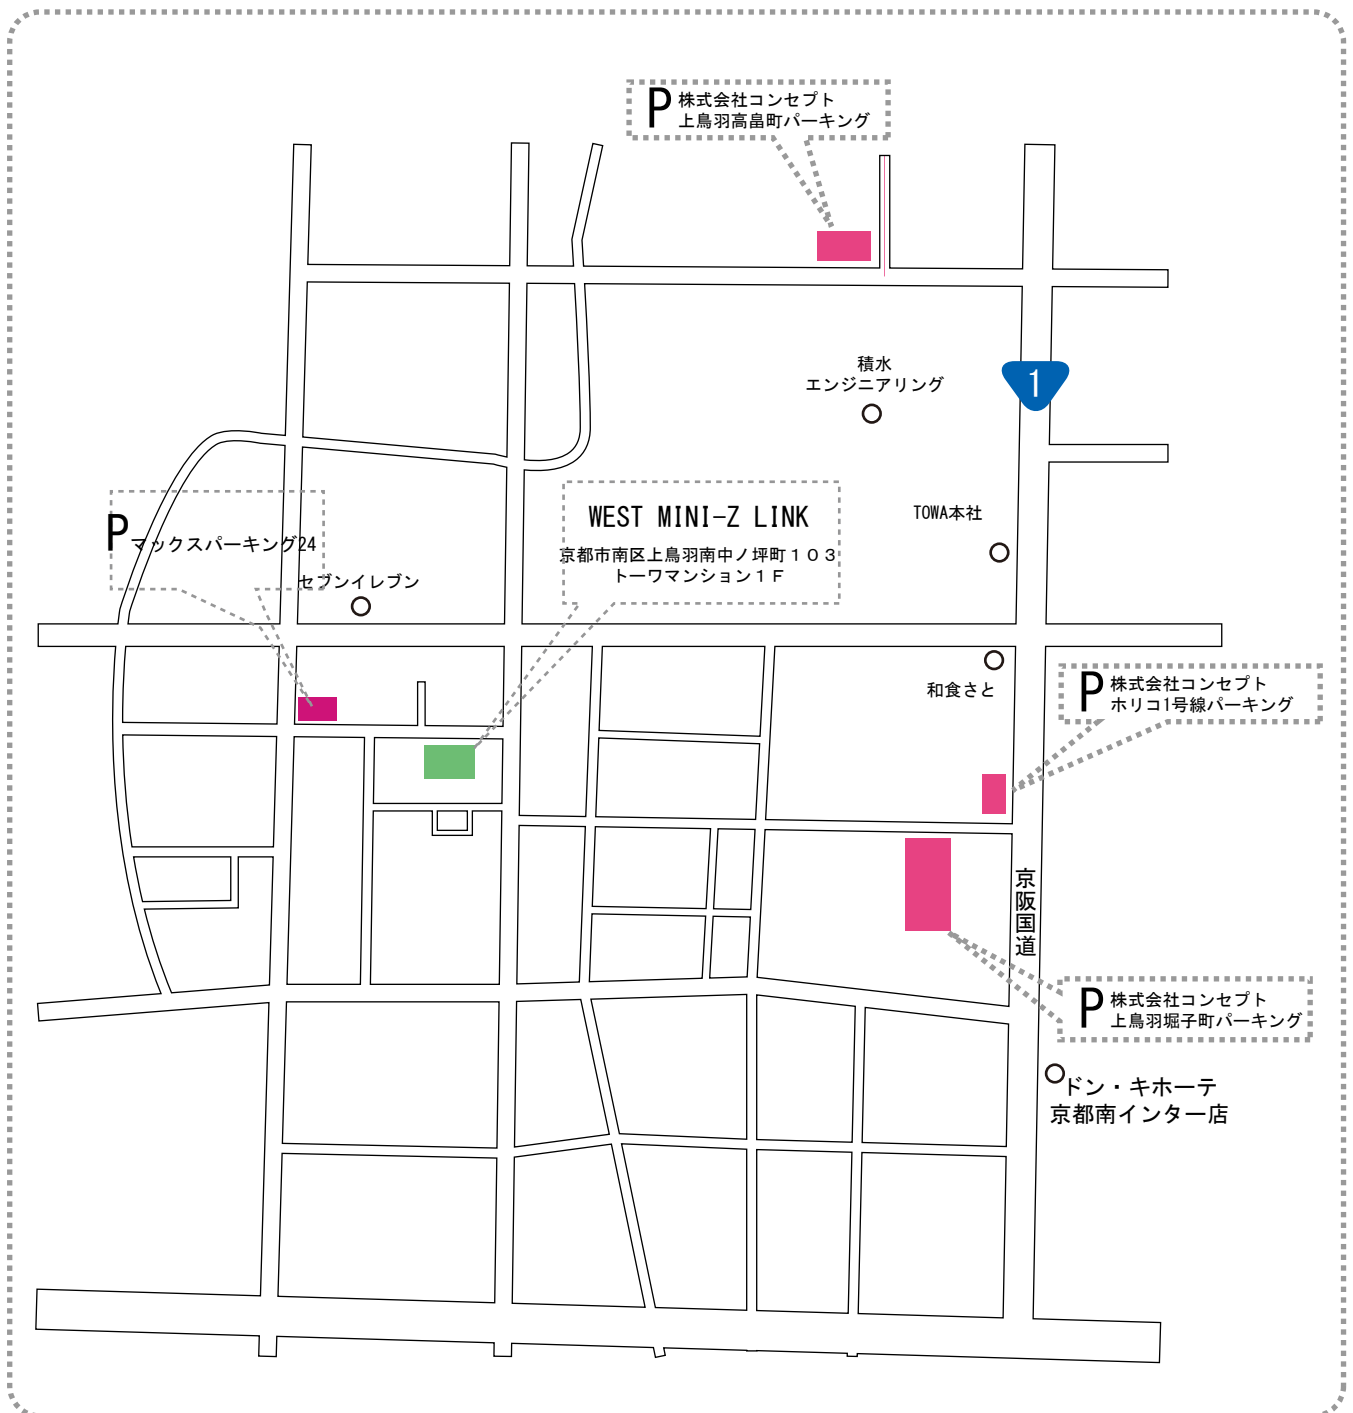 P 株式会社コンセプト
上鳥羽高畠町パーキング
積水
エンジニアリング
1
TOWA本社
WEST MINI-Z LINK
京都市南区上鳥羽南中ノ坪町103
トーワマンション1F
P マックスパーキング24
セブンイレブン
和食さと
P 株式会社コンセプト
ホリコ1号線パーキング
京阪国道
P 株式会社コンセプト
上鳥羽堀子町パーキング
ドン・キホーテ
京都南インター店